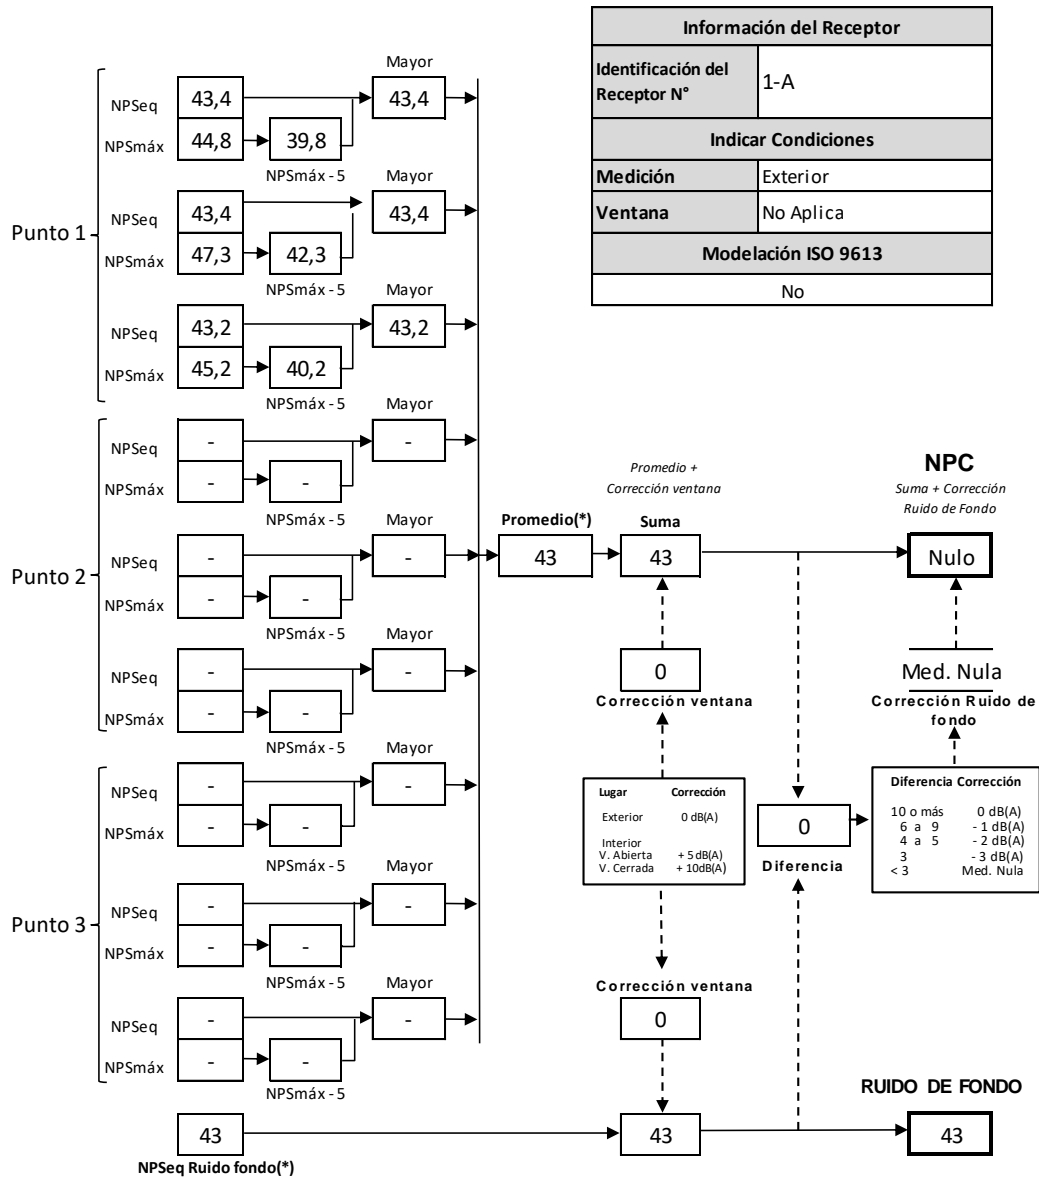 Información del Receptor
Identificación del
Receptor N°
1-A
Indicar Condiciones
Medición
Exterior
Ventana
No Aplica
Modelación ISO 9613
No
Punto 1
Mayor
NPSeq
43,4
43,4
NPSmáx
44,8
39,8
NPSmáx - 5
Mayor
NPSeq
43,4
43,4
NPSmáx
47,3
42,3
NPSmáx - 5
Mayor
NPSeq
43,2
43,2
NPSmáx
45,2
40,2
NPSmáx - 5
Punto 2
Mayor
NPSeq
-
-
NPSmáx
-
-
NPSmáx - 5
Mayor
NPSeq
-
-
NPSmáx
-
-
NPSmáx - 5
Mayor
NPSeq
-
-
NPSmáx
-
-
NPSmáx - 5
Punto 3
Mayor
NPSeq
-
-
NPSmáx
-
-
NPSmáx - 5
Mayor
NPSeq
-
-
NPSmáx
-
-
NPSmáx - 5
Mayor
NPSeq
-
-
NPSmáx
-
-
NPSmáx - 5
Promedio(*)
43
Promedio +
Corrección ventana
Suma
43
NPC
Suma + Corrección
Ruido de Fondo
Nulo
0
Corrección ventana
Med. Nula
Corrección Ruido de
fondo
Lugar Corrección
Exterior 0 dB(A)
Interior
V. Abierta + 5 dB(A)
V. Cerrada + 10dB(A)
0
Diferencia
Diferencia Corrección
10 o más 0 dB(A)
6 a 9 - 1 dB(A)
4 a 5 - 2 dB(A)
3 - 3 dB(A)
< 3 Med. Nula
Corrección ventana
0
RUIDO DE FONDO
43
43
43
NPSeq Ruido fondo(*)